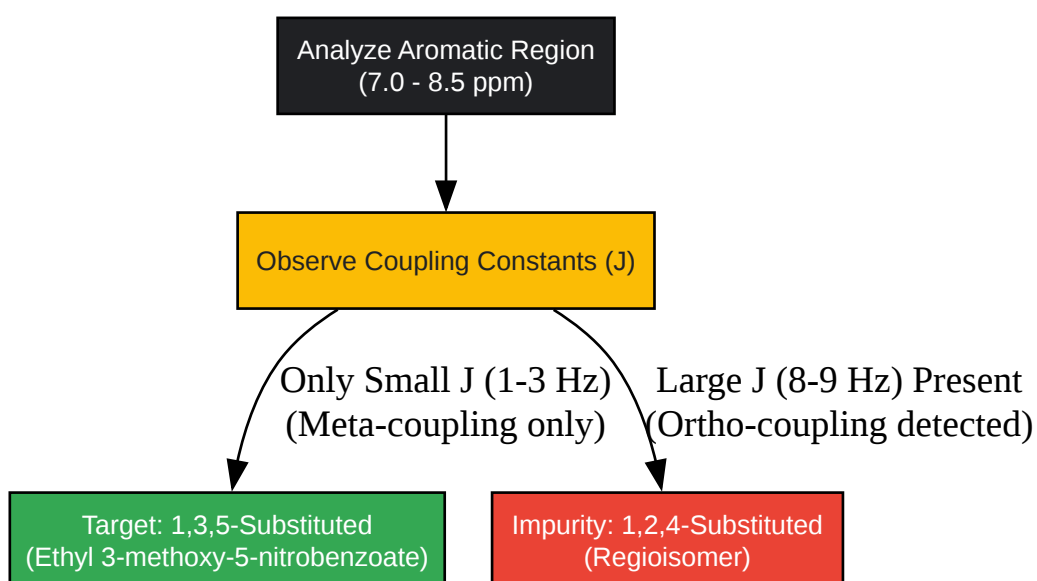 Analyze Aromatic Region
(7.0 - 8.5 ppm)
Observe Coupling Constants (J)
Only Small J (1-3 Hz)
(Meta-coupling only)
Large J (8-9 Hz) Present
(Ortho-coupling detected)
Target: 1,3,5-Substituted
(Ethyl 3-methoxy-5-nitrobenzoate)
Impurity: 1,2,4-Substituted
(Regioisomer)